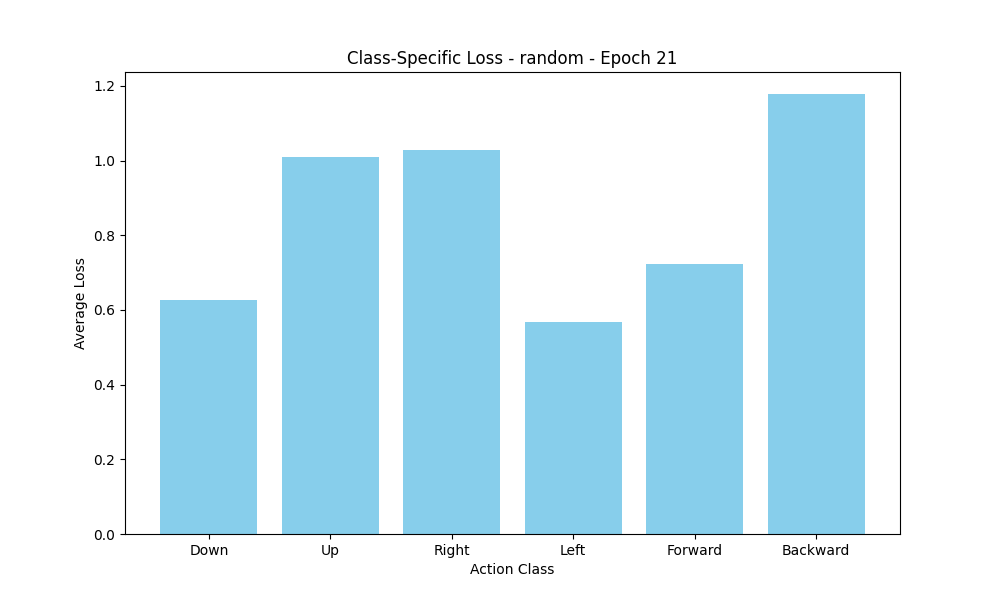 Class-Specific Loss - random - Epoch 21
Average Loss
1.2
1.0
0.8
0.6
0.4
0.2
0.0
Down Up Right Left Forward Backward
Action Class